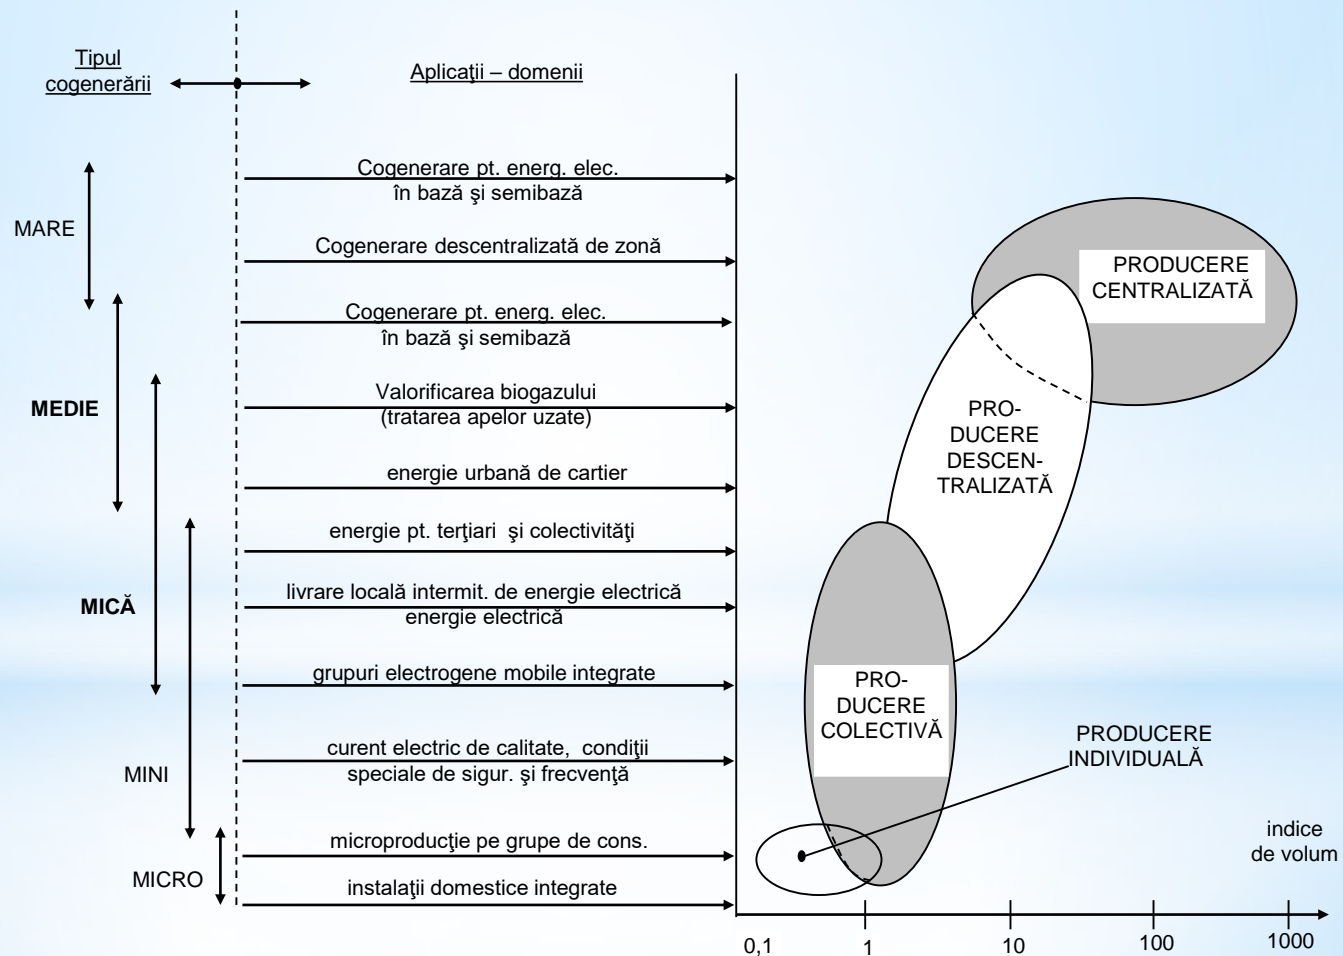 Tipul
cogenerării
Aplicaţii – domenii
Cogenerare pt. energ. elec.
în bază şi semibază
MARE
Cogenerare descentralizată de zonă
Cogenerare pt. energ. elec.
în bază şi semibază
MEDIE
Valorificarea biogazului
(tratarea apelor uzate)
energie urbană de cartier
energie pt. terţiari şi colectivităţi
MICĂ
livrare locală intermit. de energie electrică
energie electrică
grupuri electrogene mobile integrate
MINI
curent electric de calitate, condiţii
speciale de sigur. şi frecvenţă
microproducţie pe grupe de cons.
MICRO
instalaţii domestice integrate
PRODUCERE
CENTRALIZATĂ
PRO-
DUCERE
DESCEN-
TRALIZATĂ
PRO-
DUCERE
COLECTIVĂ
PRODUCERE
INDIVIDUALĂ
indice
de volum
0,1
1
10
100
1000